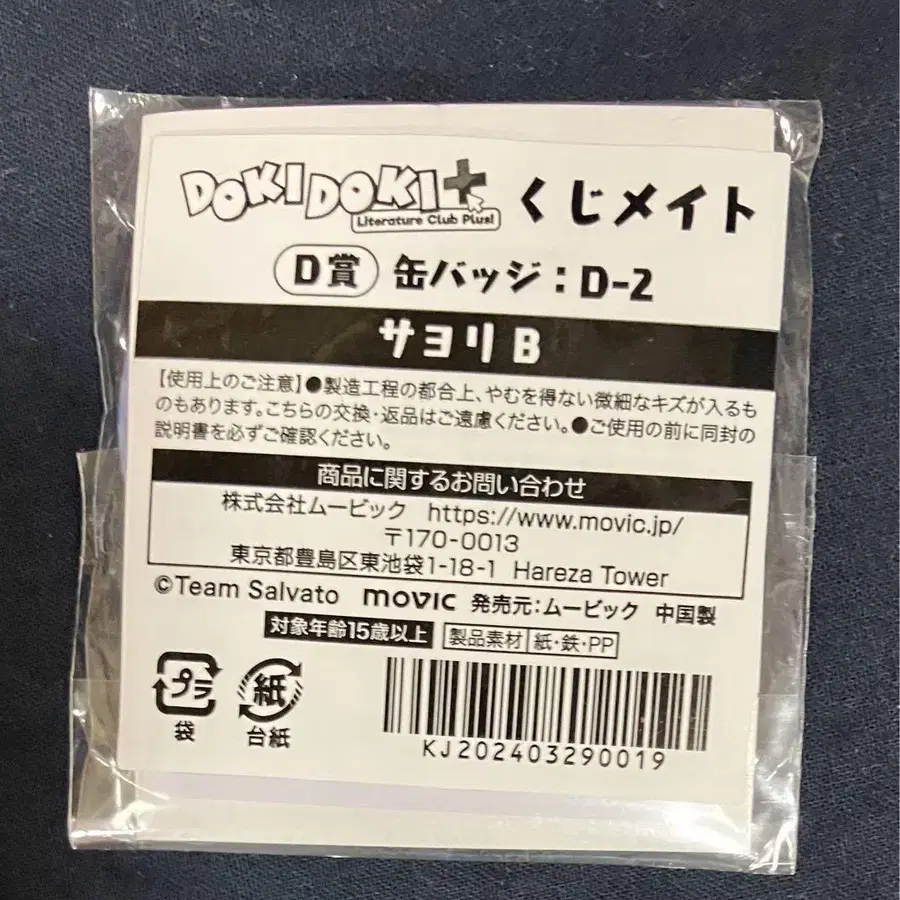 DOKI DOKI+ くじメイト
Literature Club Plus!
D賞 缶バッジ:D-2
サヨリB
【使用上のご注意】●製造工程の都合上、やむを得ない微細なキズが入るも
のもあります。こちらの交換・返品はご遠慮ください。●ご使用の前に同封の
説明書を必ずご確認ください。
商品に関するお問い合わせ
株式会社ムービック https://www.movic.jp/
〒170-0013
東京都豊島区東池袋1-18-1 Hareza Tower
©Team Salvato movic 発売元:ムービック 中国製
対象年齢15歳以上 製品素材 紙・鉄・PP
プラ 紙
袋 台紙
KJ202403290019